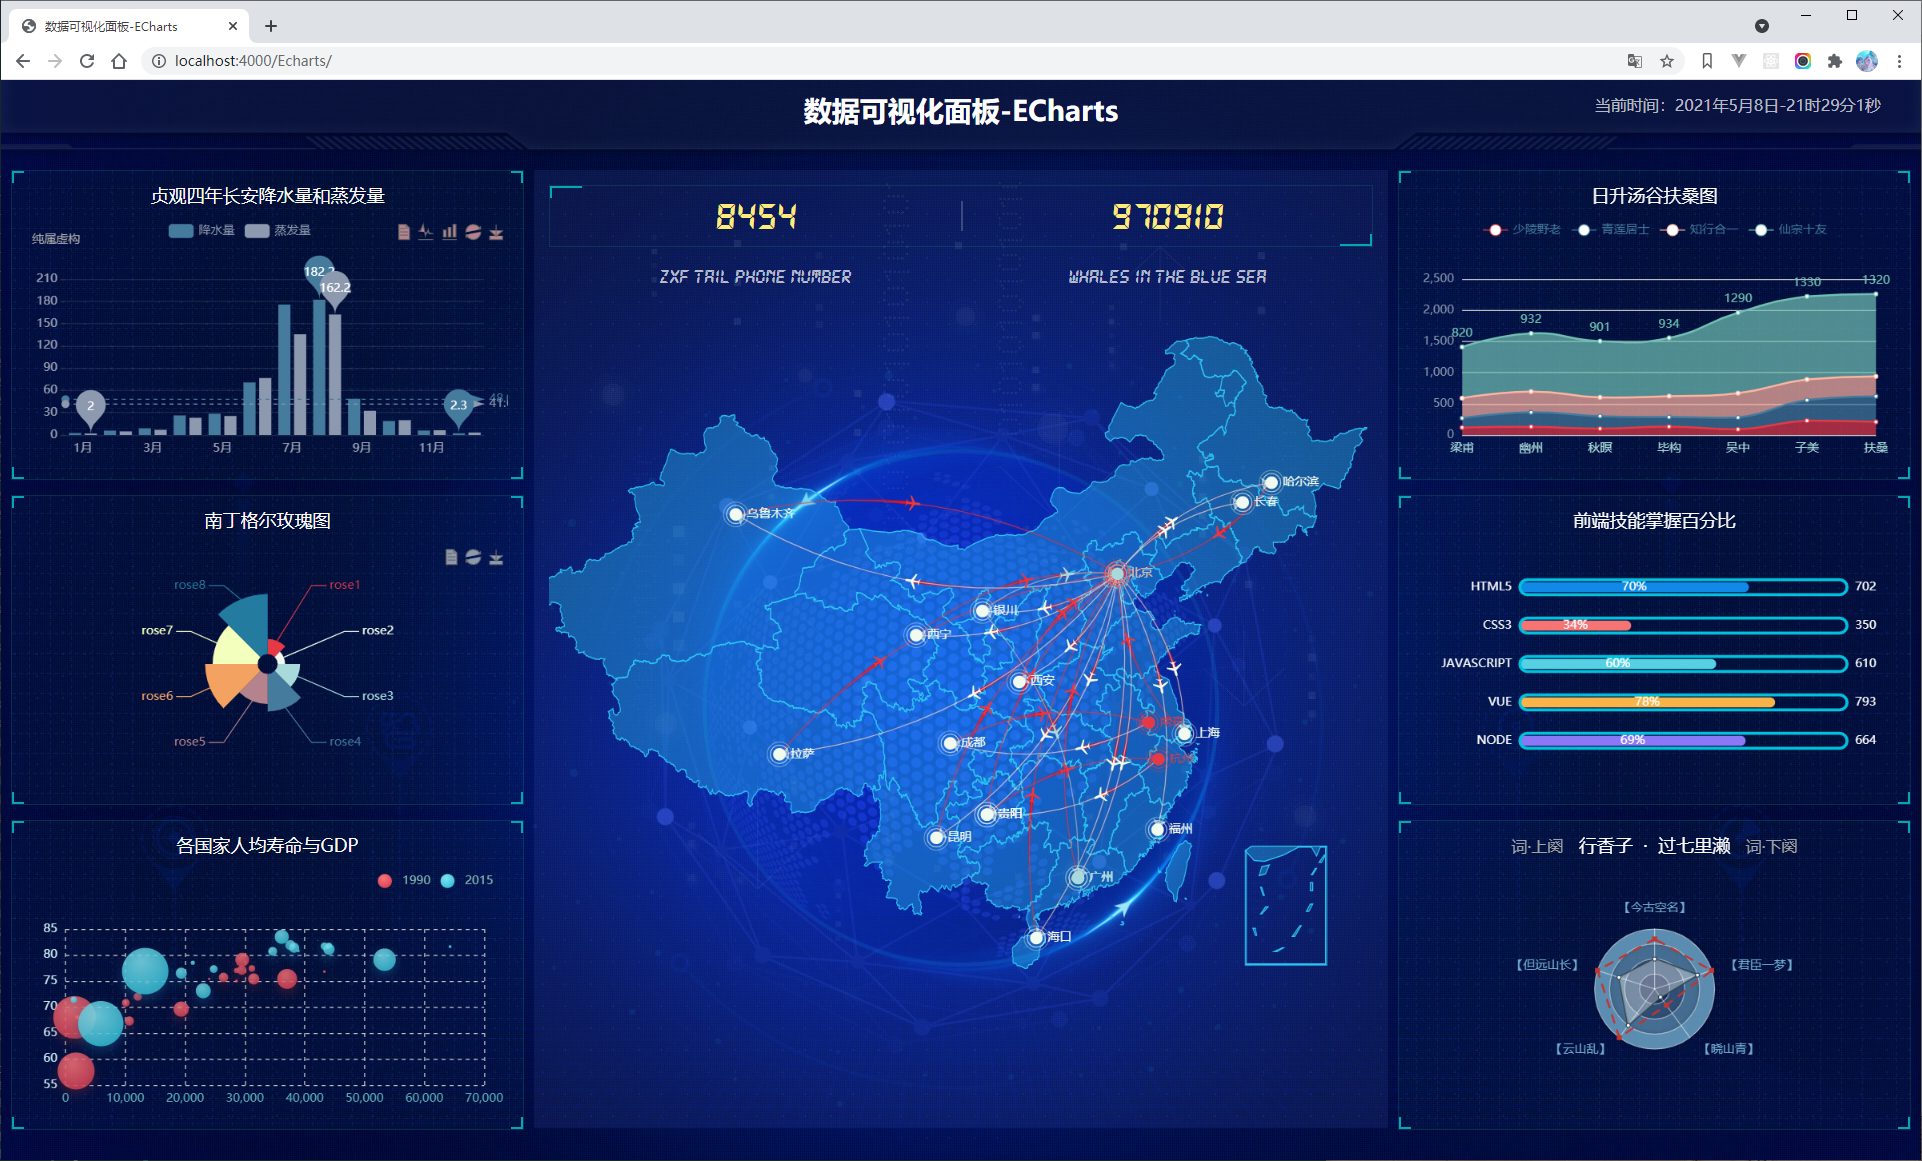 数据可视化面板-ECharts
localhost:4000/Echarts/
数据可视化面板-ECharts
当前时间：2021年5月8日-21时29分1秒
贞观四年长安降水量和蒸发量
降水量 蒸发量
纯属虚构
210
180
150
120
90
60
30
0
182.2
162.2
2
2.3
1月 3月 5月 7月 9月 11月
南丁格尔玫瑰图
rose8 rose1
rose7 rose2
rose6 rose3
rose5 rose4
各国家人均寿命与GDP
1990 2015
85
80
75
70
65
60
55
0 10,000 20,000 30,000 40,000 50,000 60,000 70,000
8454 970910
ZXF TAIL PHONE NUMBER WHALES IN THE BLUE SEA
哈尔滨
长春
乌鲁木齐
北京
银川
西宁
西安
上海
成都
拉萨
杭州
贵阳
福州
昆明
广州
海口
日升汤谷扶桑图
少陵野老 青莲居士 知行合一 仙宗十友
2,500
2,000
1,500
1,000
500
0
820 932 901 934 1290 1330 1320
梁甫 幽州 秋暝 毕构 吴中 子美 扶桑
前端技能掌握百分比
HTML5 70% 702
CSS3 34% 350
JAVASCRIPT 60% 610
VUE 78% 793
NODE 69% 664
词·上阕 行香子 · 过七里濑 词·下阕
【今古空名】
【但远山长】 【君臣一梦】
【云山乱】 【晓山青】